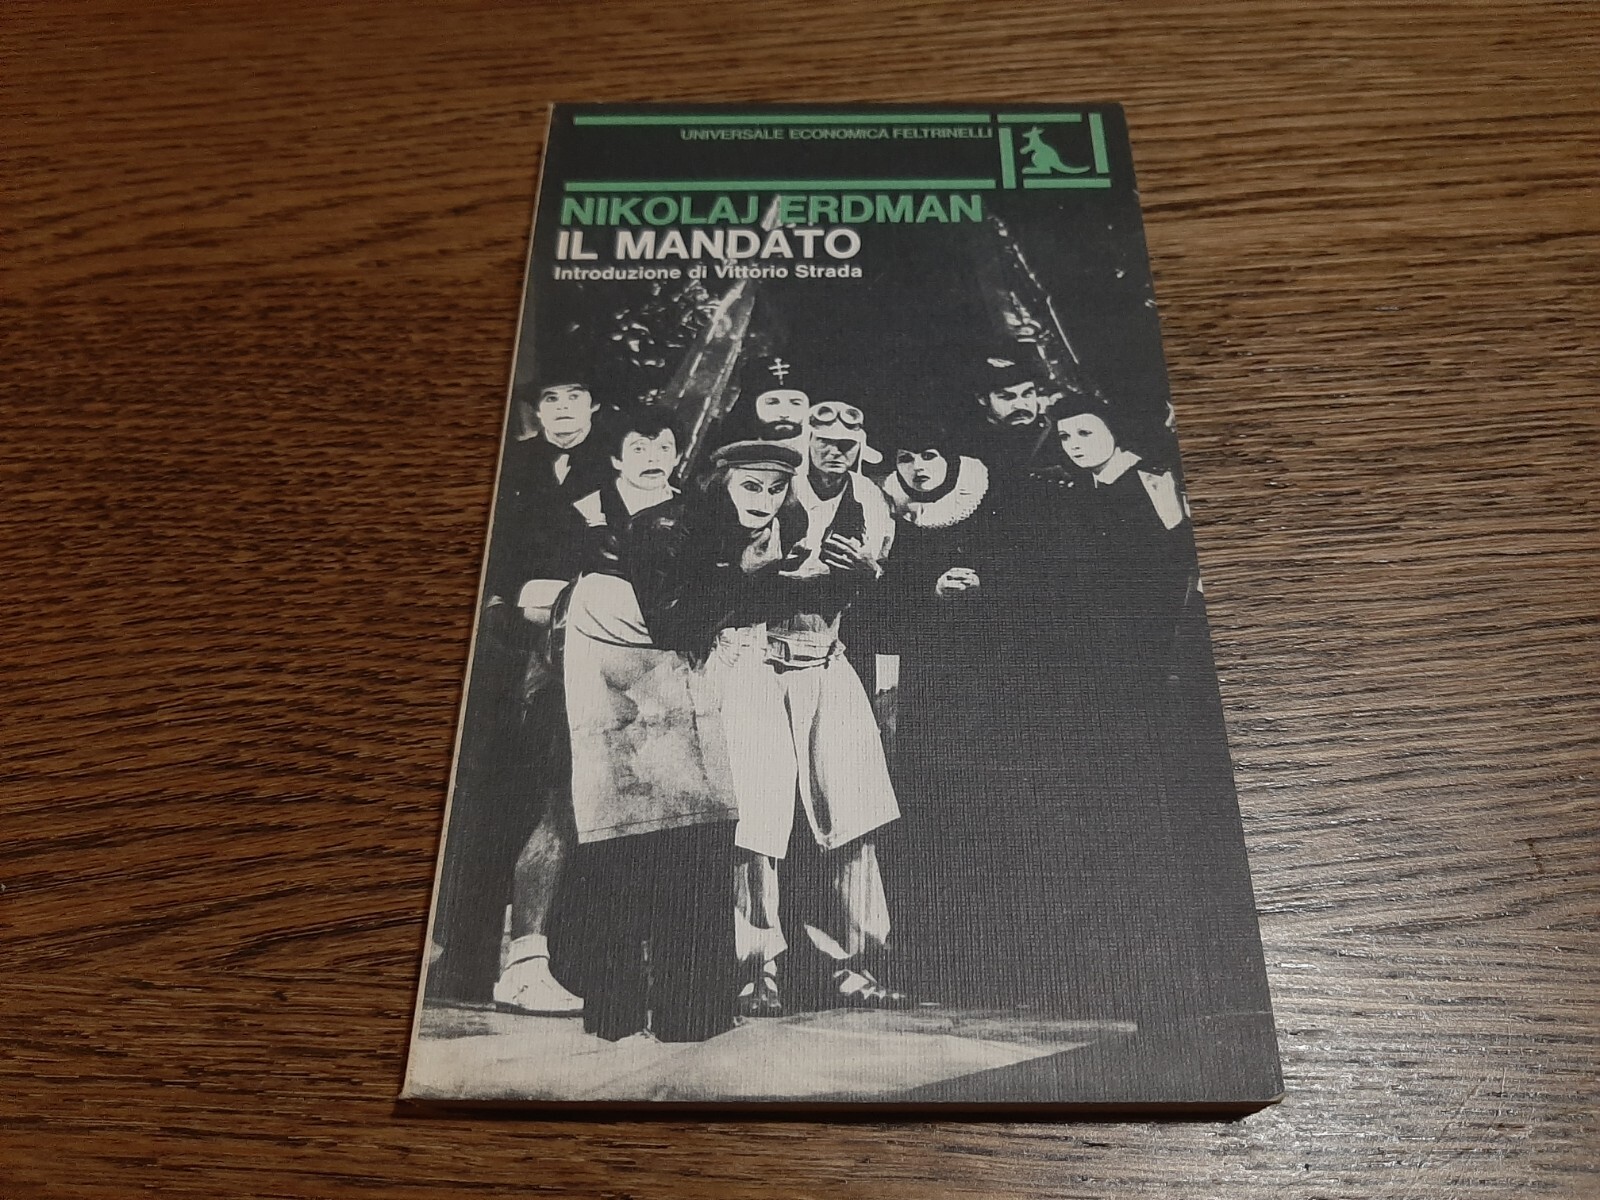 UNIVERSALE ECONOMICA FELTRINELLI
NIKOLAJ ERDMAN
IL MANDATO
Introduzione di Vittorio Strada